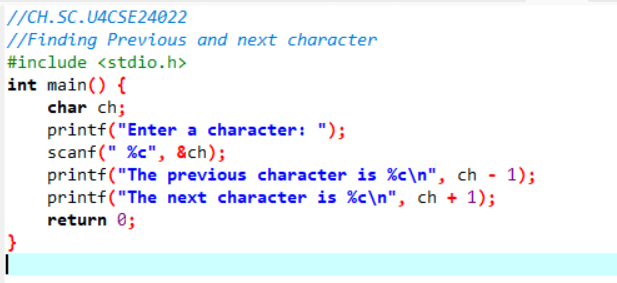 //CH.SC.U4CSE24022
//Finding Previous and next character
#include <stdio.h>
int main() {
    char ch;
    printf("Enter a character: ");
    scanf(" %c", &ch);
    printf("The previous character is %c\n", ch - 1);
    printf("The next character is %c\n", ch + 1);
    return 0;
}